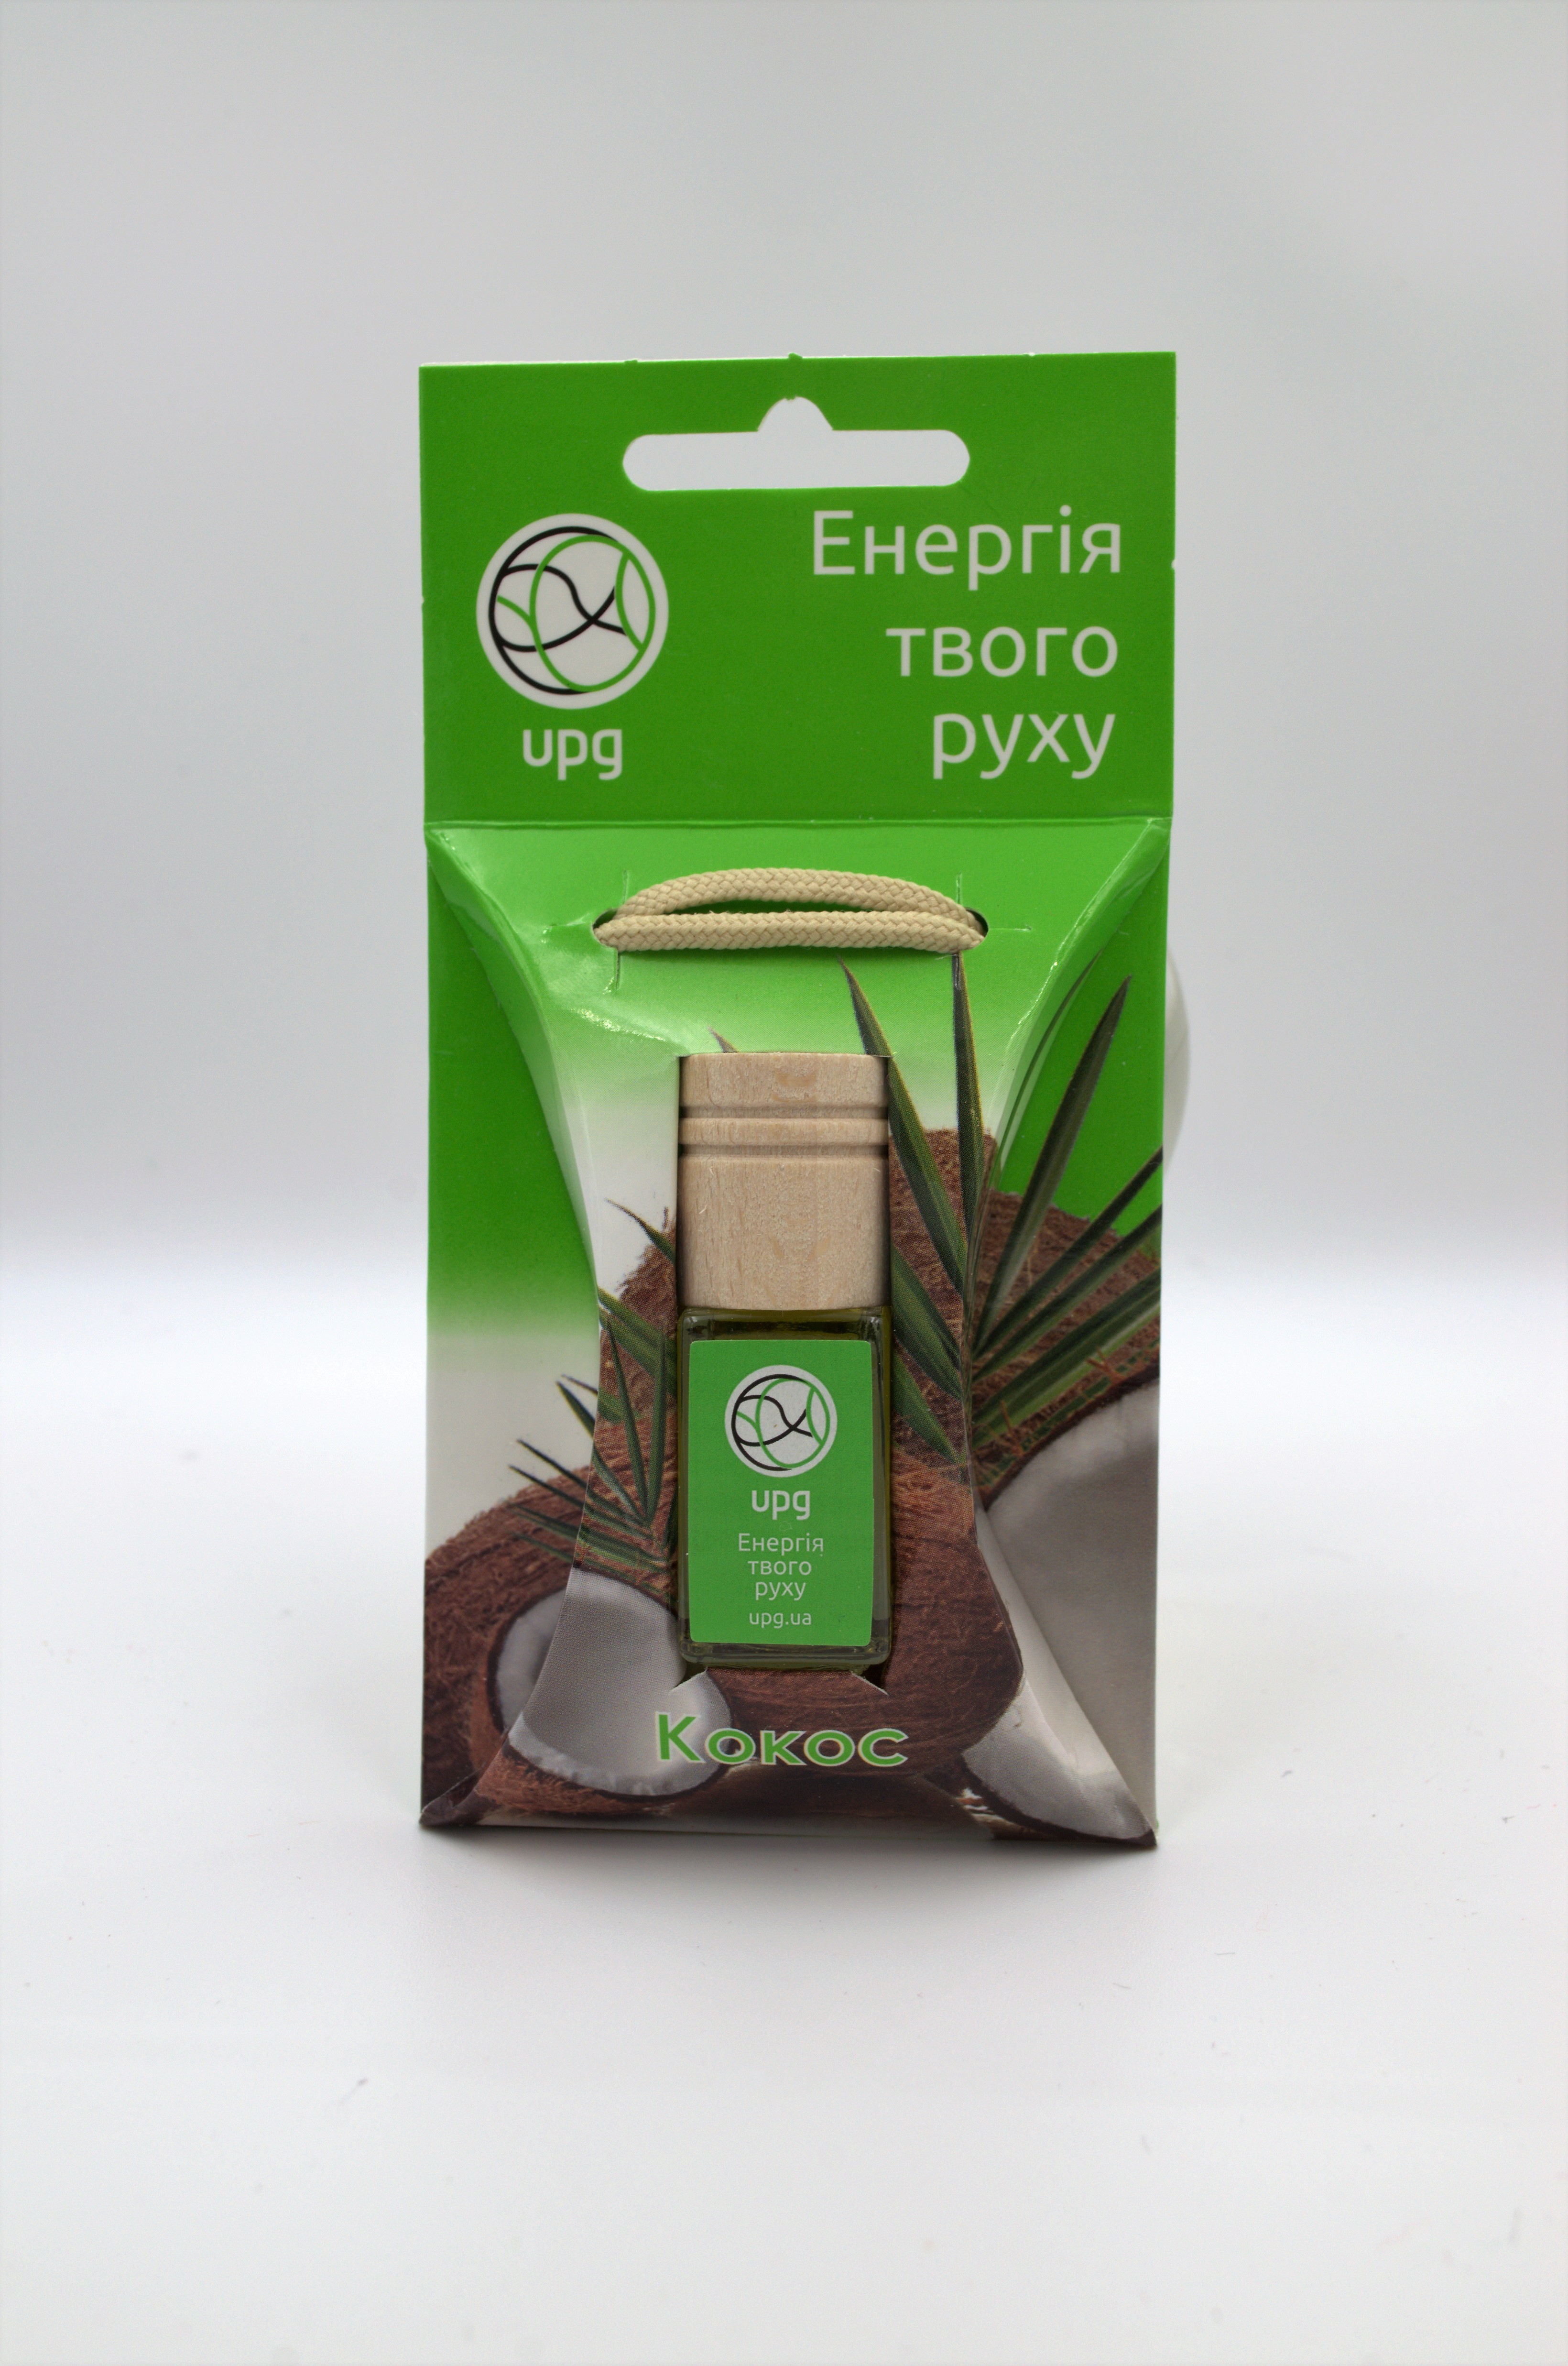 upg
Енергія
твого
руху
upg
Енергія
твого
руху
upg.ua
Кокос